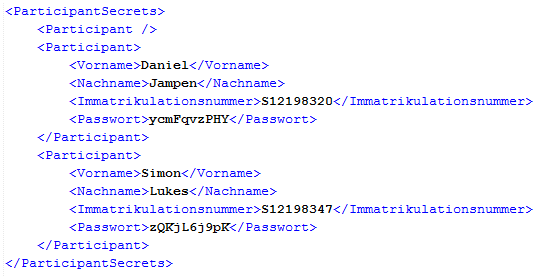 <ParticipantSecrets>
<Participant />
<Participant>
<Vorname>Daniel</Vorname>
<Nachname>Jampen</Nachname>
<Immatrikulationsnummer>S12198320</Immatrikulationsnummer>
<Passwort>ycmFqvzPHY</Passwort>
</Participant>
<Participant>
<Vorname>Simon</Vorname>
<Nachname>Lukes</Nachname>
<Immatrikulationsnummer>S12198347</Immatrikulationsnummer>
<Passwort>zQKjL6j9pK</Passwort>
</Participant>
</ParticipantSecrets>